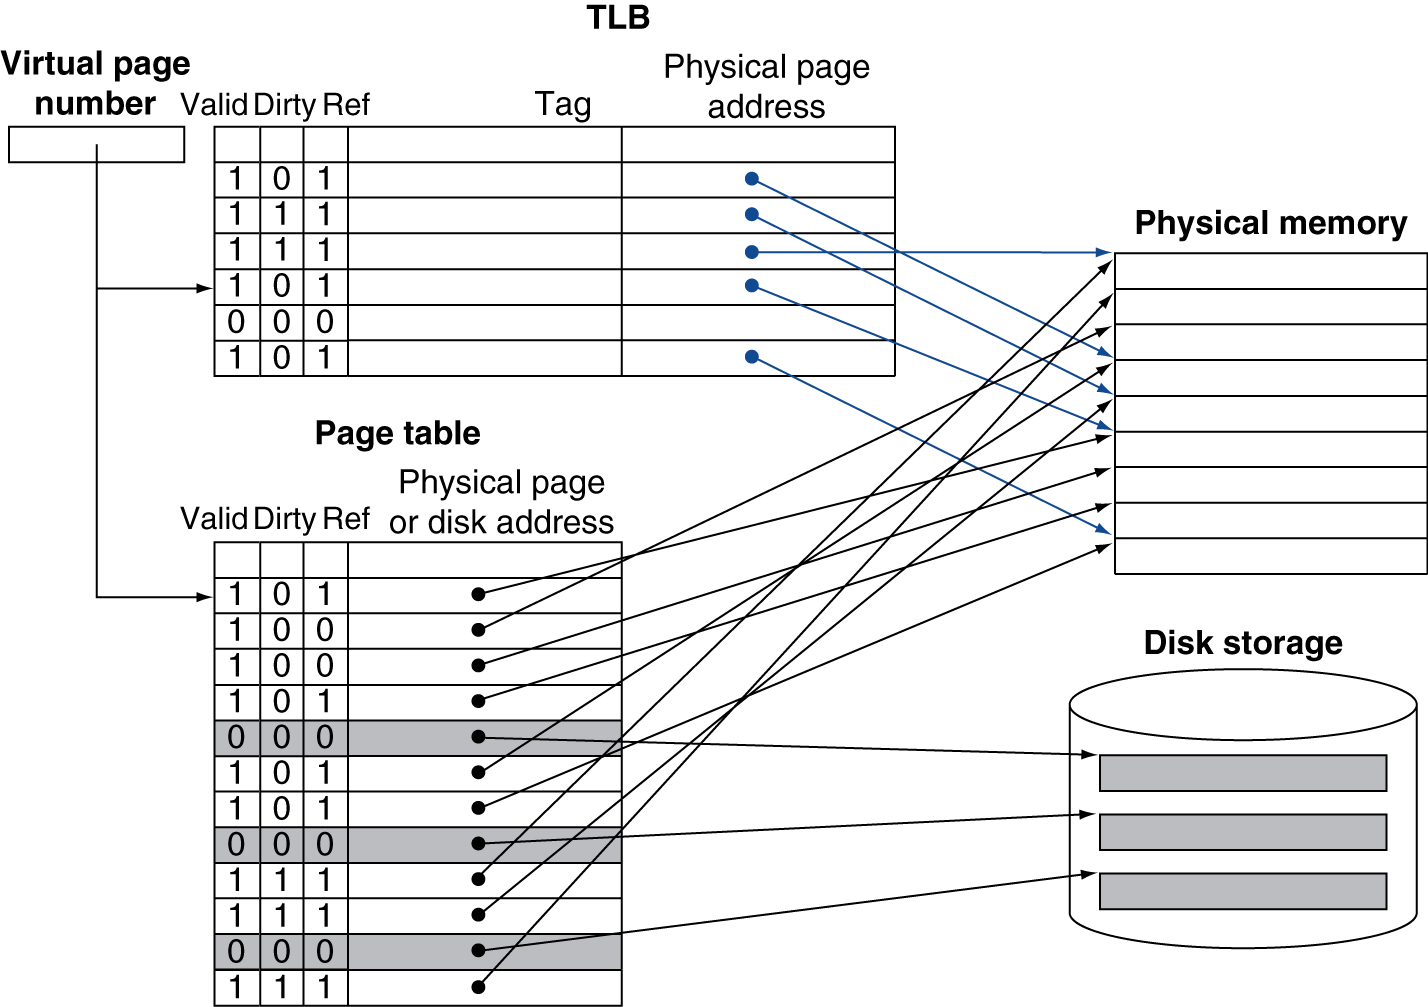 TLB
Virtual page
number
Valid Dirty Ref
Tag
Physical page
address
1 0 1
1 1 1
1 1 1
1 0 1
0 0 0
1 0 1
Physical memory
Page table
Valid Dirty Ref
Physical page
or disk address
1 0 1
1 0 0
1 0 0
1 0 1
0 0 0
1 0 1
1 0 1
0 0 0
1 1 1
1 1 1
0 0 0
1 1 1
Disk storage